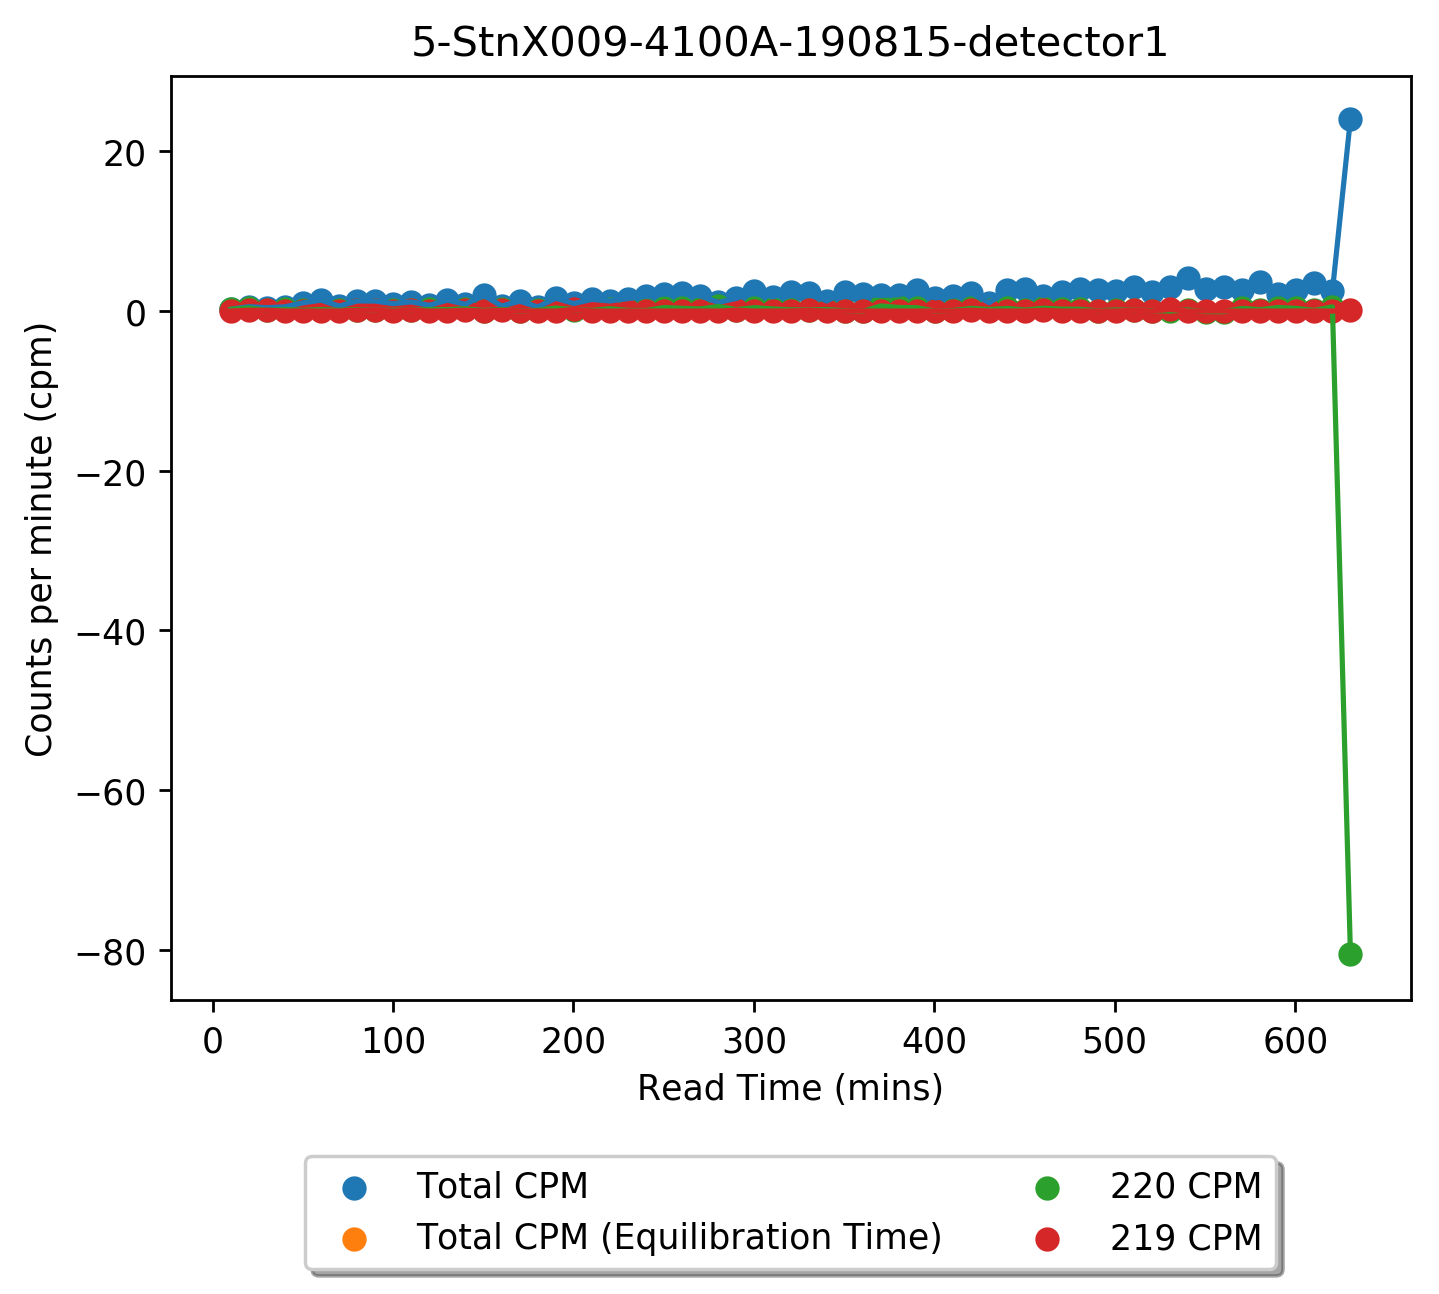 5-StnX009-4100A-190815-detector1
20
0
−20
−40
−60
−80
Counts per minute (cpm)
0 100 200 300 400 500 600
Read Time (mins)
Total CPM 220 CPM
Total CPM (Equilibration Time) 219 CPM